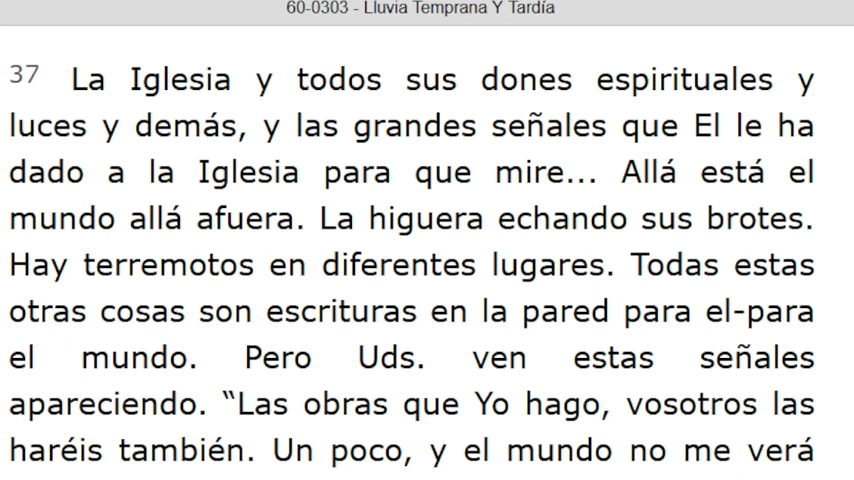 60-0303 - Lluvia Temprana Y Tardía
37 La Iglesia y todos sus dones espirituales y
luces y demás, y las grandes señales que El le ha
dado a la Iglesia para que mire... Allá está el
mundo allá afuera. La higuera echando sus brotes.
Hay terremotos en diferentes lugares. Todas estas
otras cosas son escrituras en la pared para el-para
el mundo. Pero Uds. ven estas señales
apareciendo. “Las obras que Yo hago, vosotros las
haréis también. Un poco, y el mundo no me verá